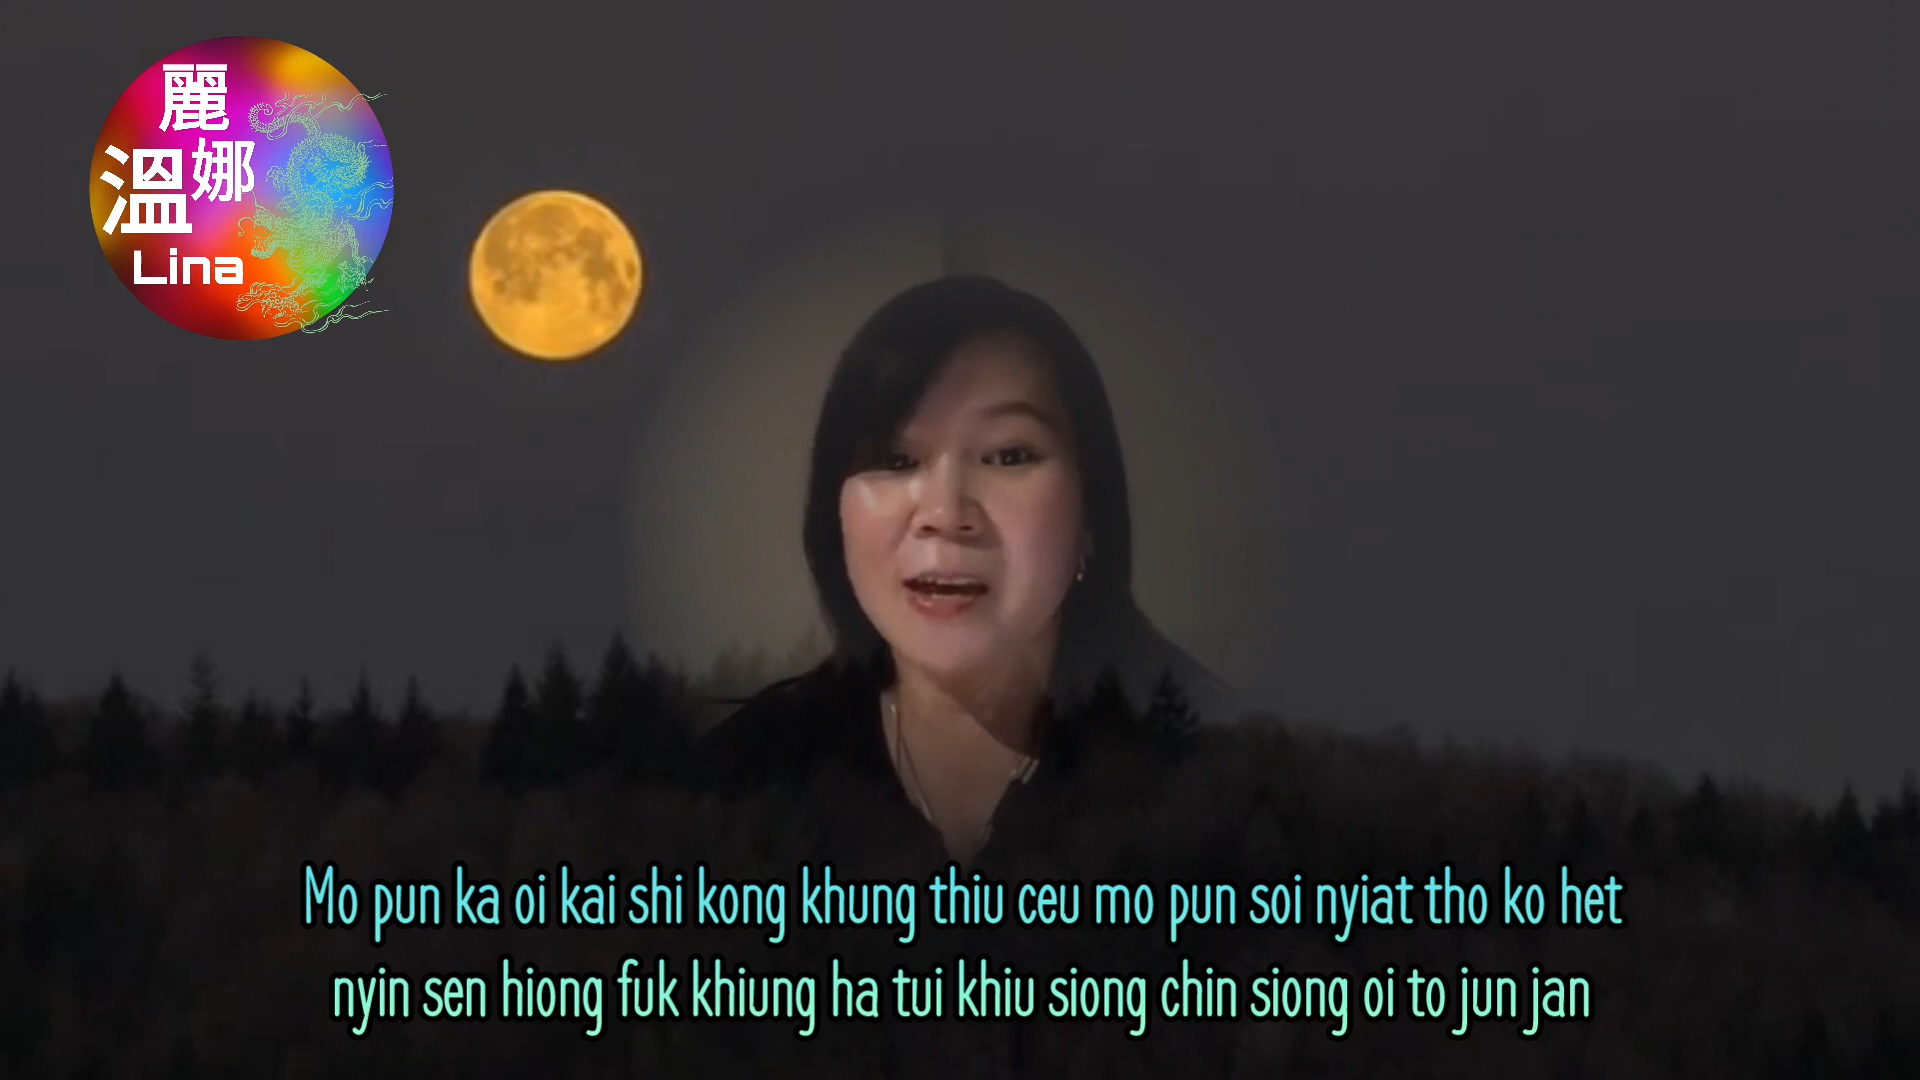 麗
娜
溫
Lina
Mo pun ka oi kai shi kong khung thiu ceu mo pun soi nyiat tho ko het
nyin sen hiong fuk khiung ha tui khiu siong chin siong oi to jun jan